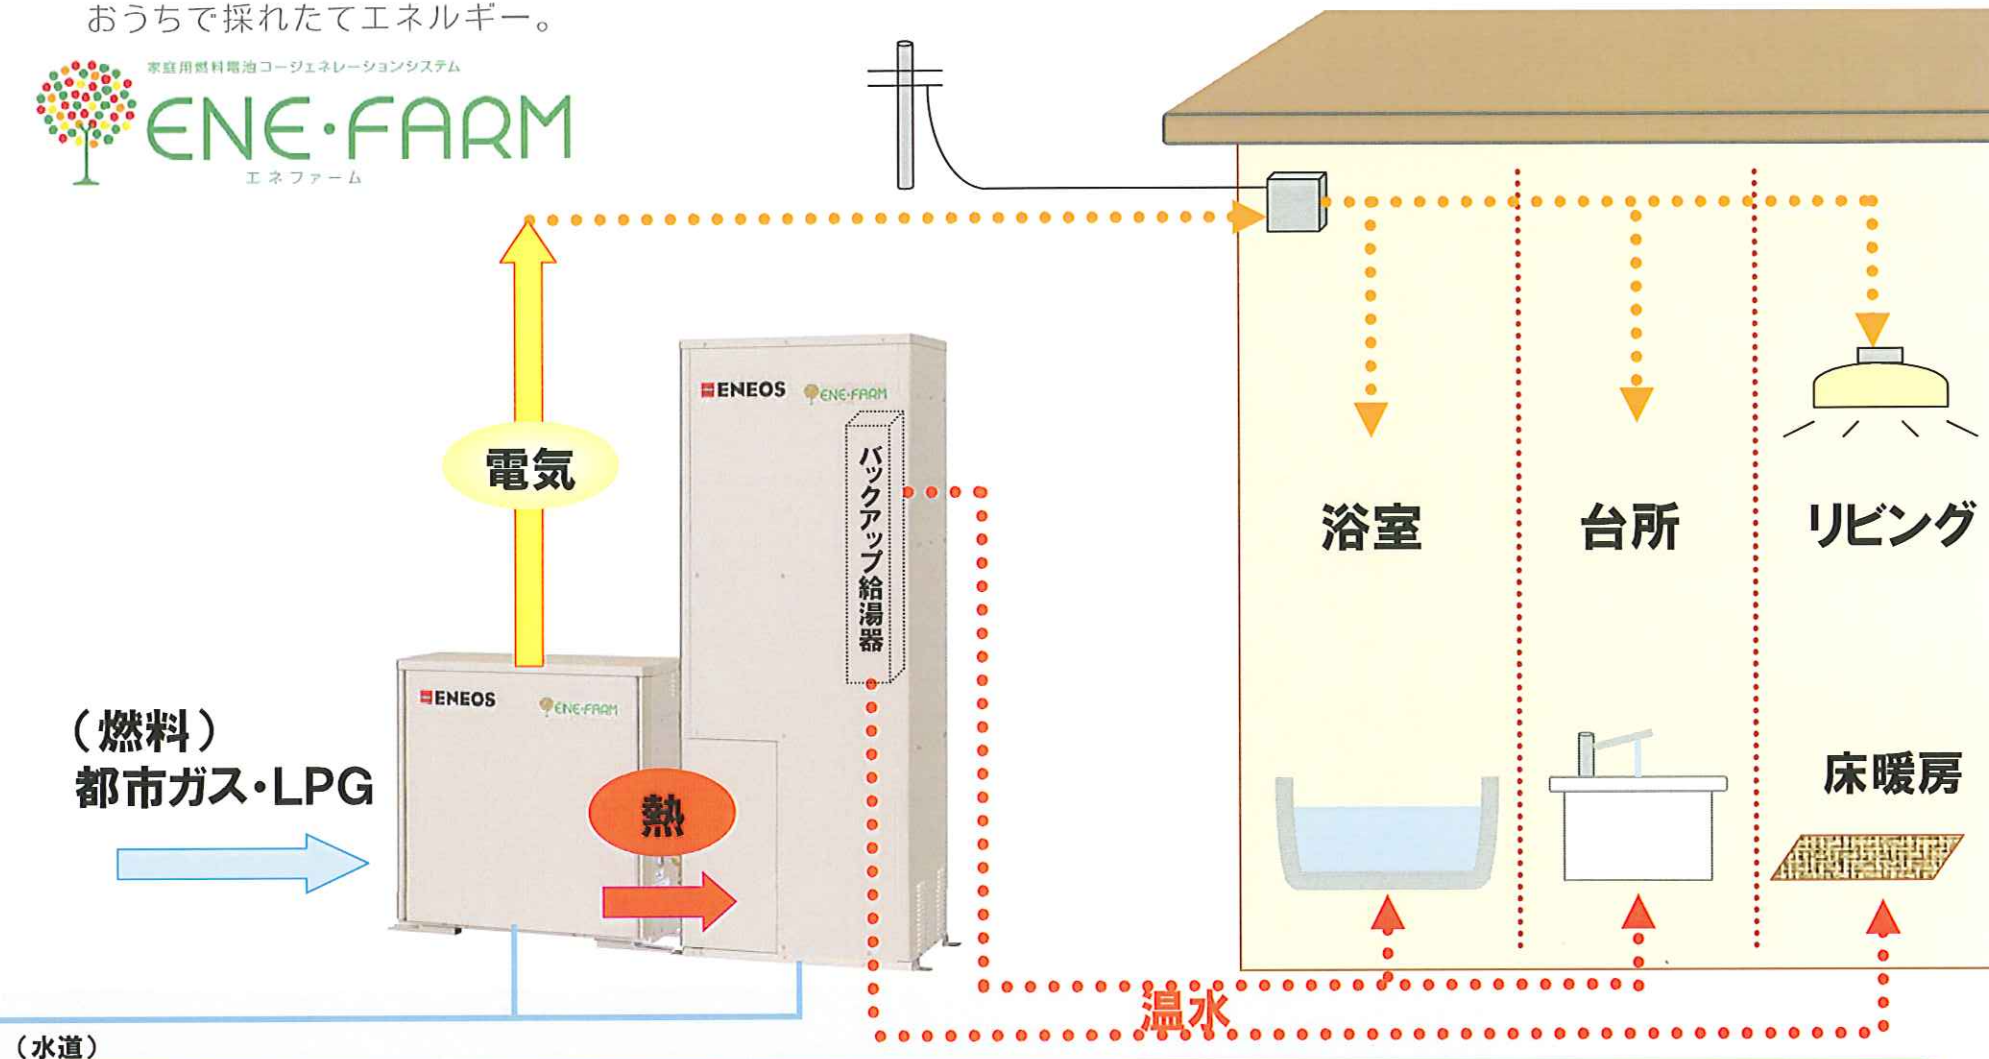 おうちで採れたてエネルギー。
家庭用燃料電池コージェネレーションシステム
ENE・FARM
エネファーム
ENEOS ENE・FARM
バックアップ給湯器
電気
浴室
台所
リビング
ENEOS ENE・FARM
（燃料）
都市ガス・LPG
熱
床暖房
温水
（水道）